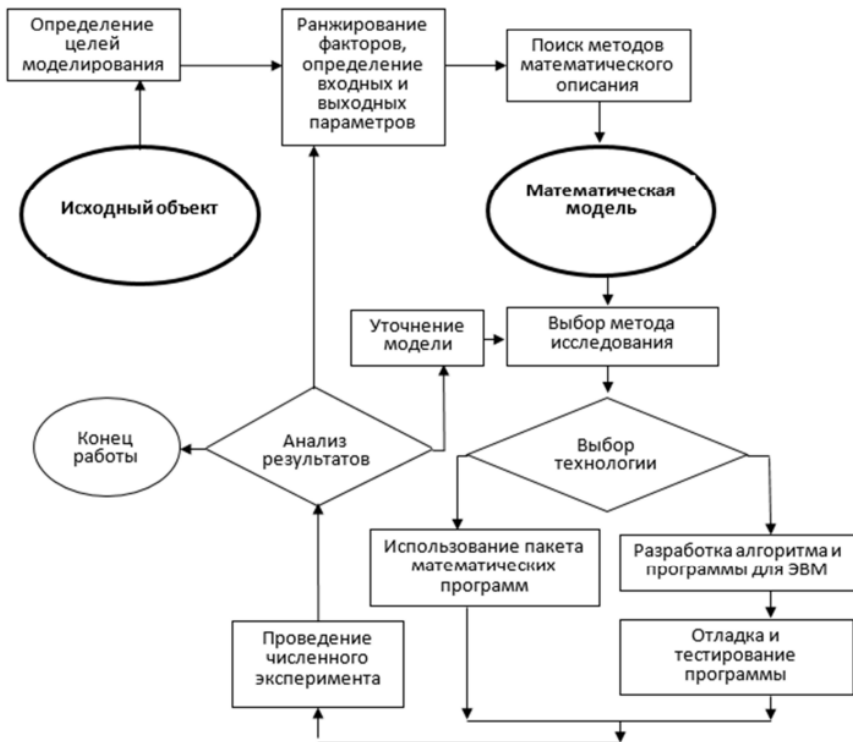 Определение
целей
моделирования
Ранжирование
факторов,
определение
входных и
выходных
параметров
Поиск методов
математического
описания
Исходный объект
Математическая
модель
Уточнение
модели
Выбор метода
исследования
Конец
работы
Анализ
результатов
Выбор
технологии
Использование пакета
математических
программ
Разработка алгоритма и
программы для ЭВМ
Проведение
численного
эксперимента
Отладка и
тестирование
программы